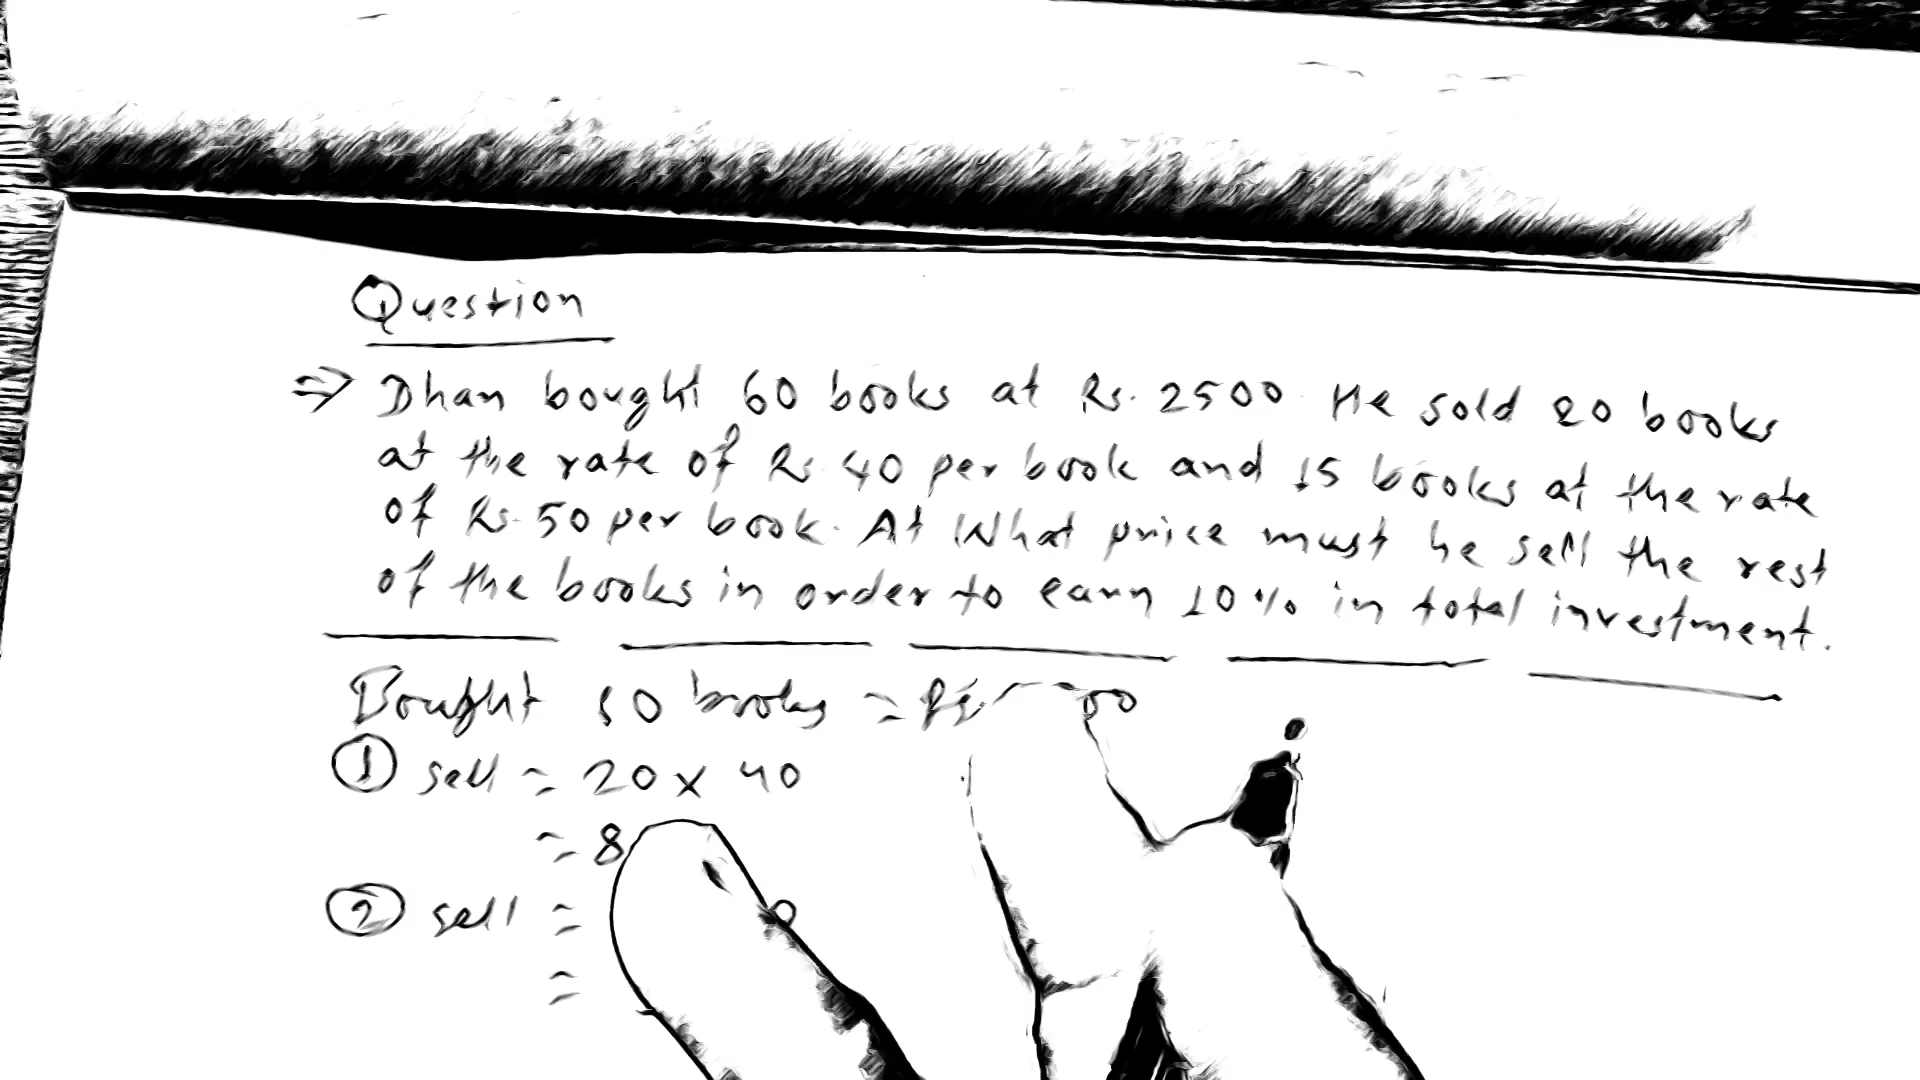 Question
⇒ Dhan bought 60 books at Rs. 2500. He sold 20 books
at the rate of Rs. 40 per book and 15 books at the rate
of Rs. 50 per book. At What price must he sell the rest
of the books in order to earn 10% in total investment.
Bought 60 books =
① sell = 20 x 40
= 8
② sell =
=